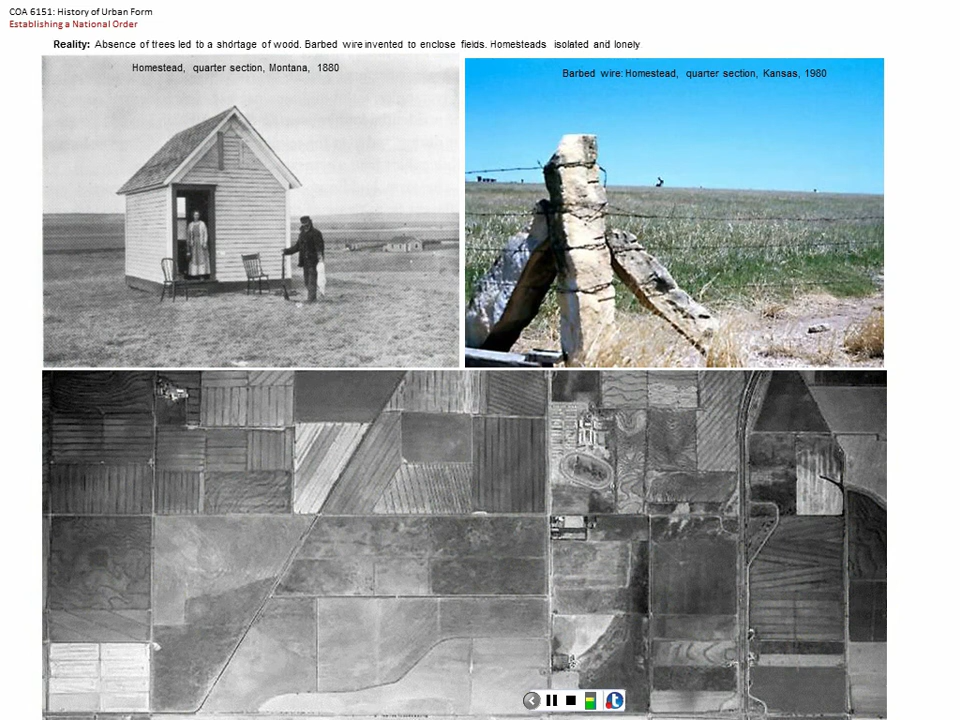 COA 6151: History of Urban Form
Establishing a National Order
Reality: Absence of trees led to a shortage of wood. Barbed wire invented to enclose fields. Homesteads isolated and lonely
Homestead, quarter section, Montana, 1880
Barbed wire: Homestead, quarter section, Kansas, 1980